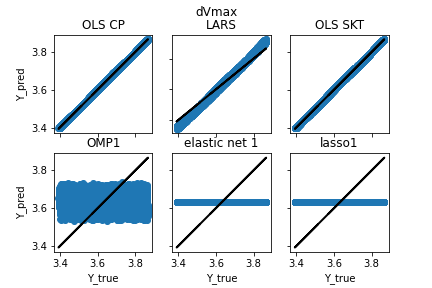 dVmax
OLS CP
LARS
OLS SKT
Y_pred
3.8
3.6
3.4
OMP1
elastic net 1
lasso1
Y_pred
3.8
3.6
3.4
3.4 3.6 3.8
3.4 3.6 3.8
3.4 3.6 3.8
Y_true
Y_true
Y_true